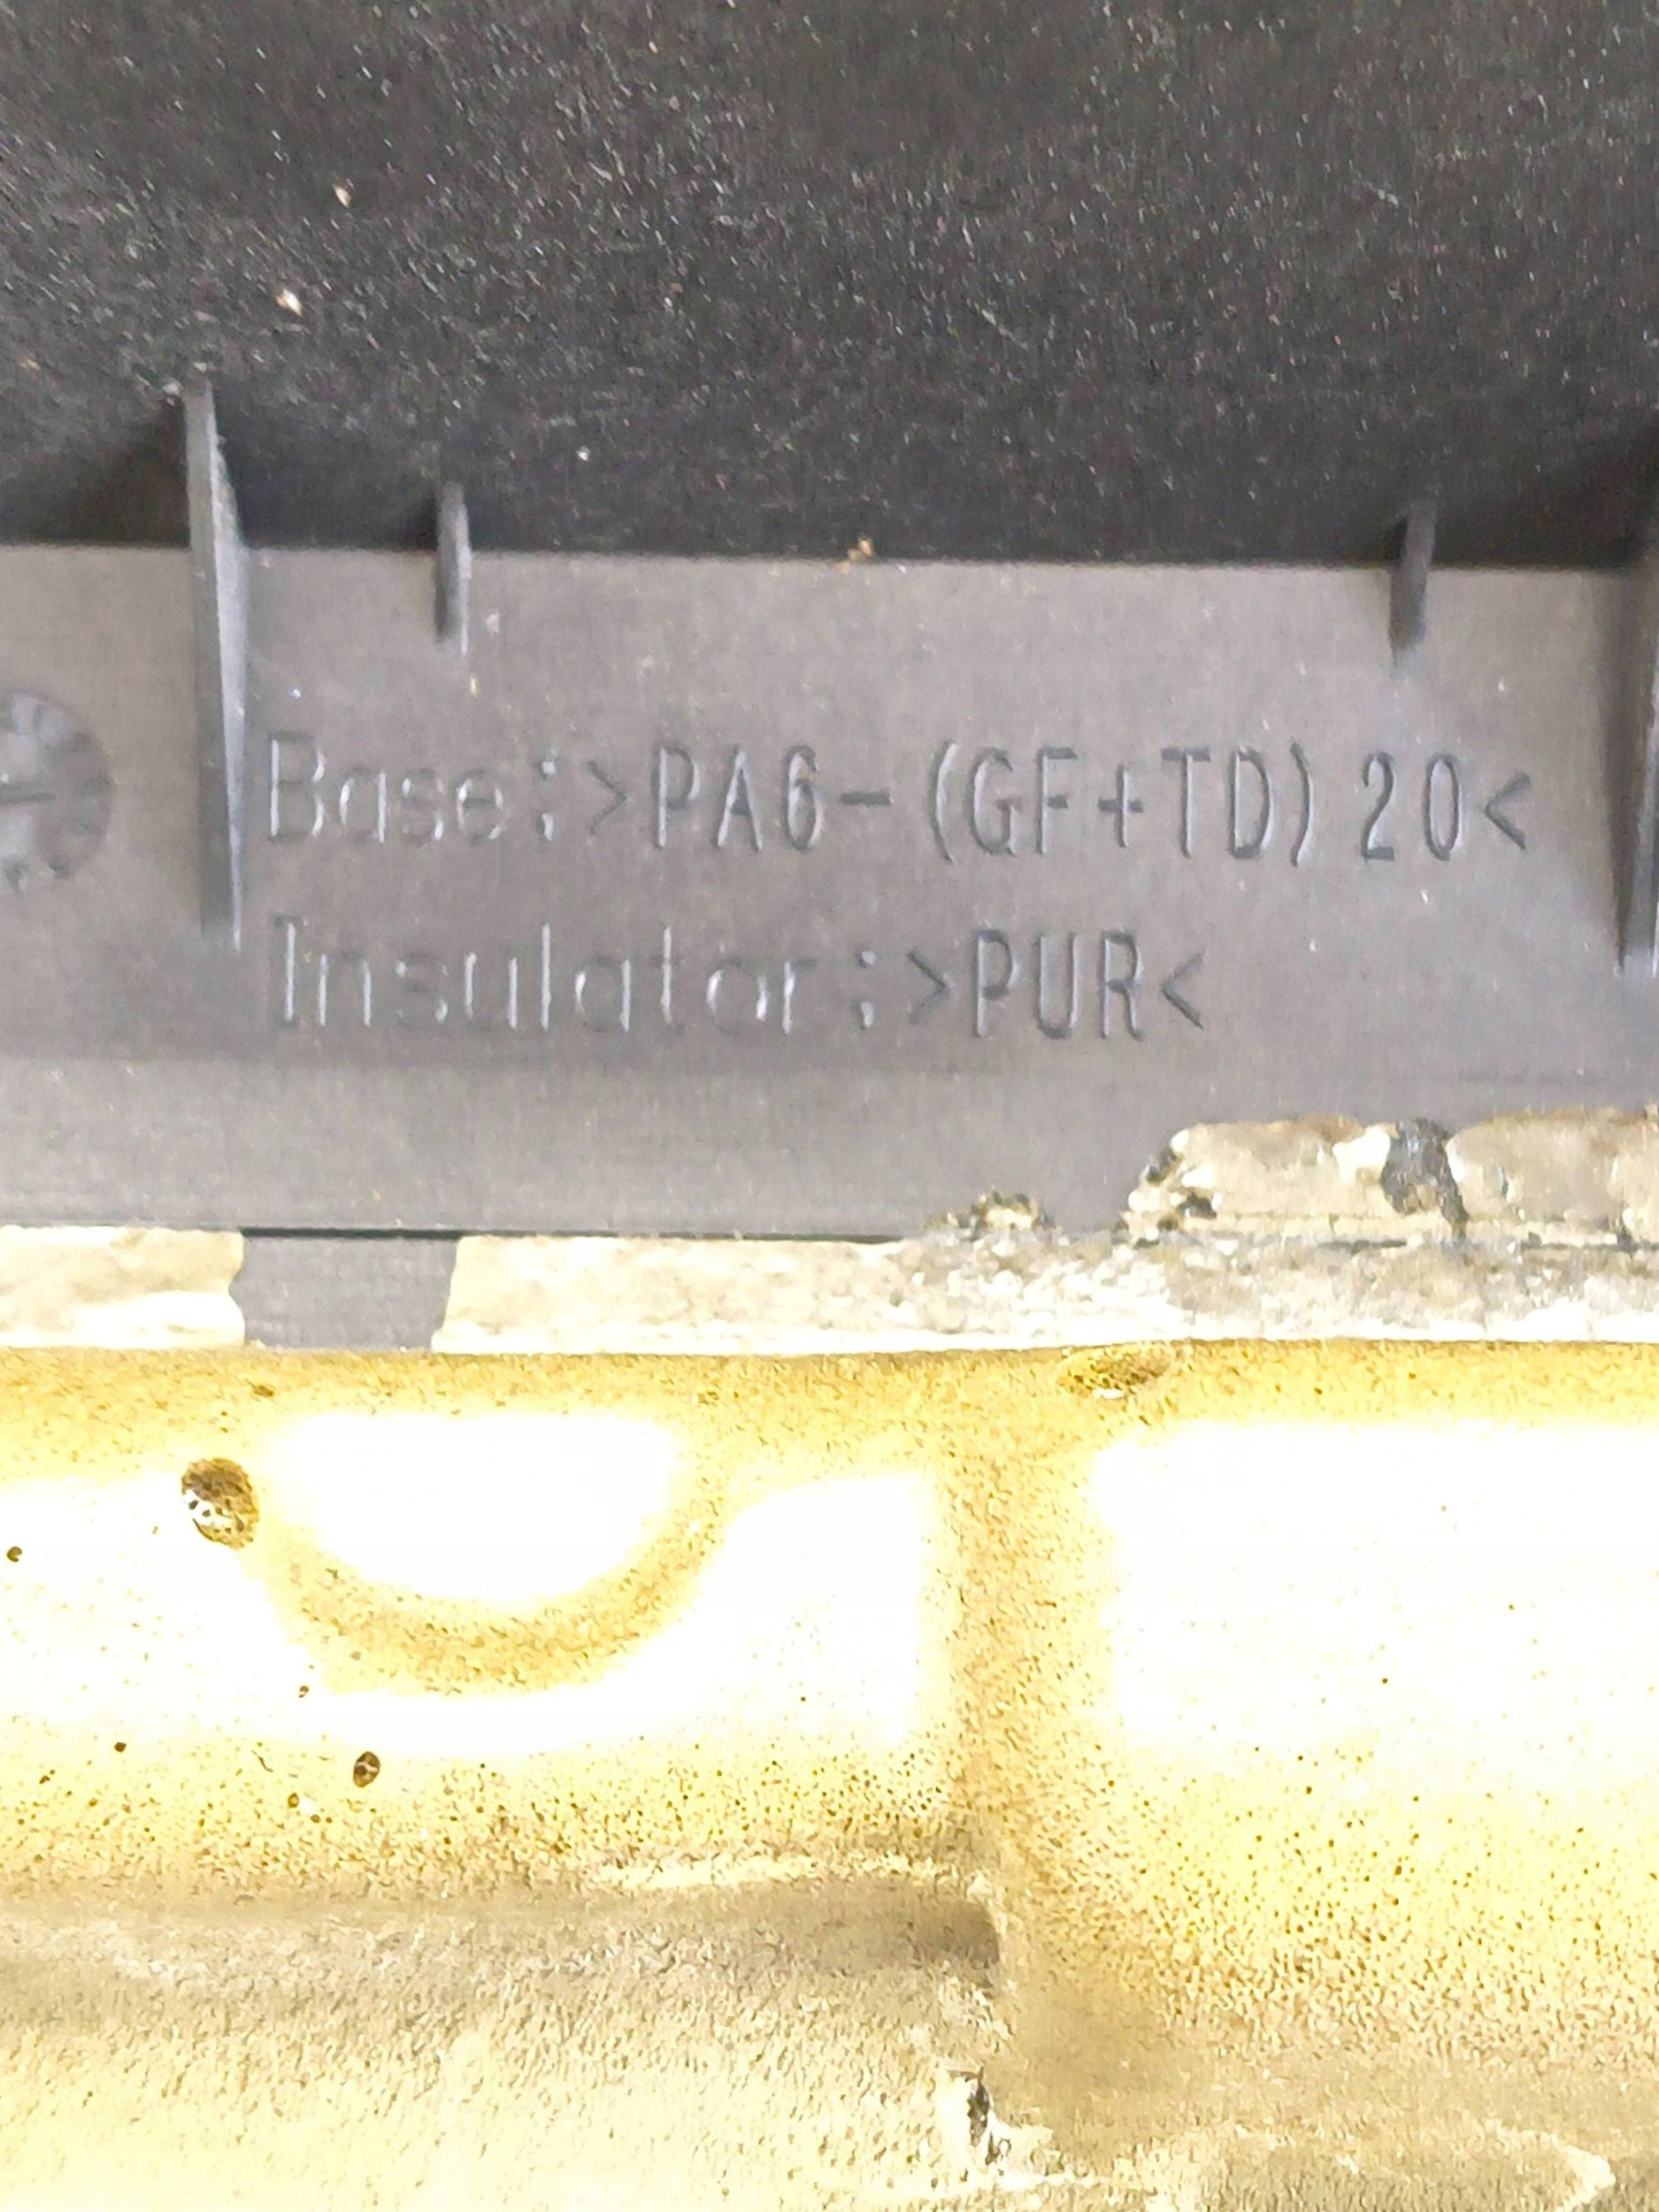 Base:>PA6-(GF+TD)20<
Insulator:>PUR<